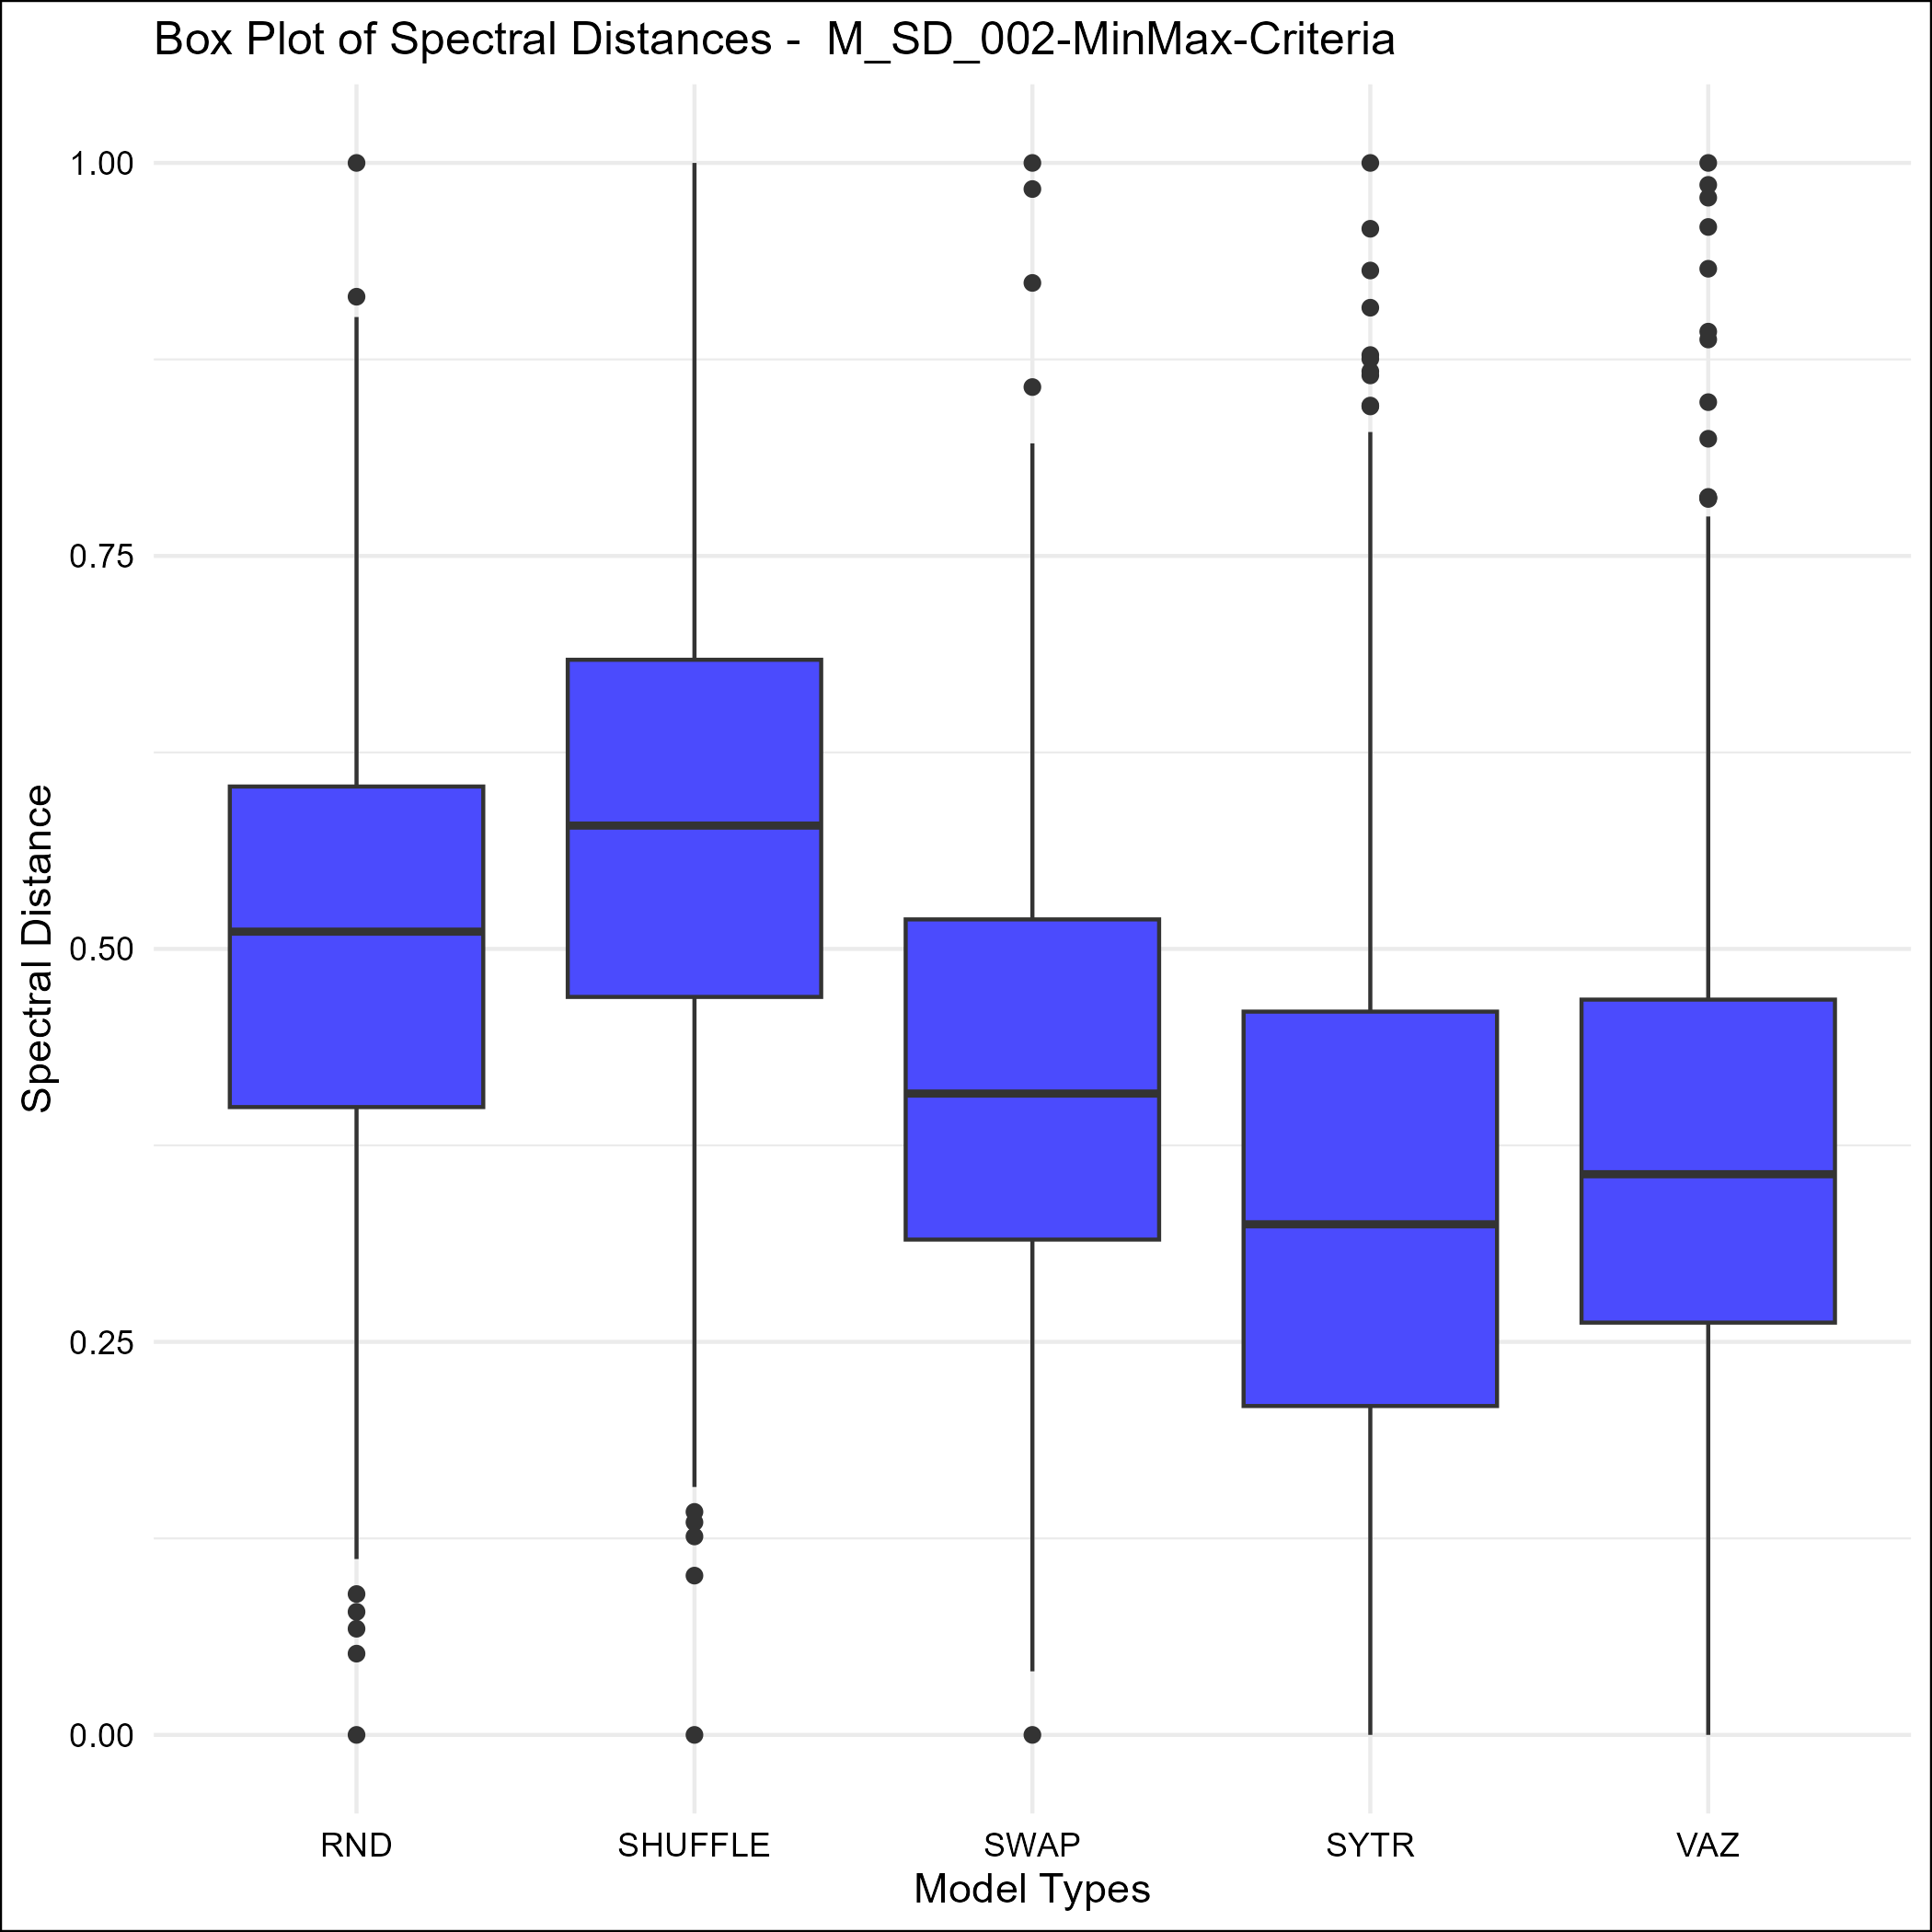 Box Plot of Spectral Distances -  M_SD_002-MinMax-Criteria
1.00
0.75
0.50
0.25
0.00
Spectral Distance
RND SHUFFLE SWAP SYTR VAZ
Model Types